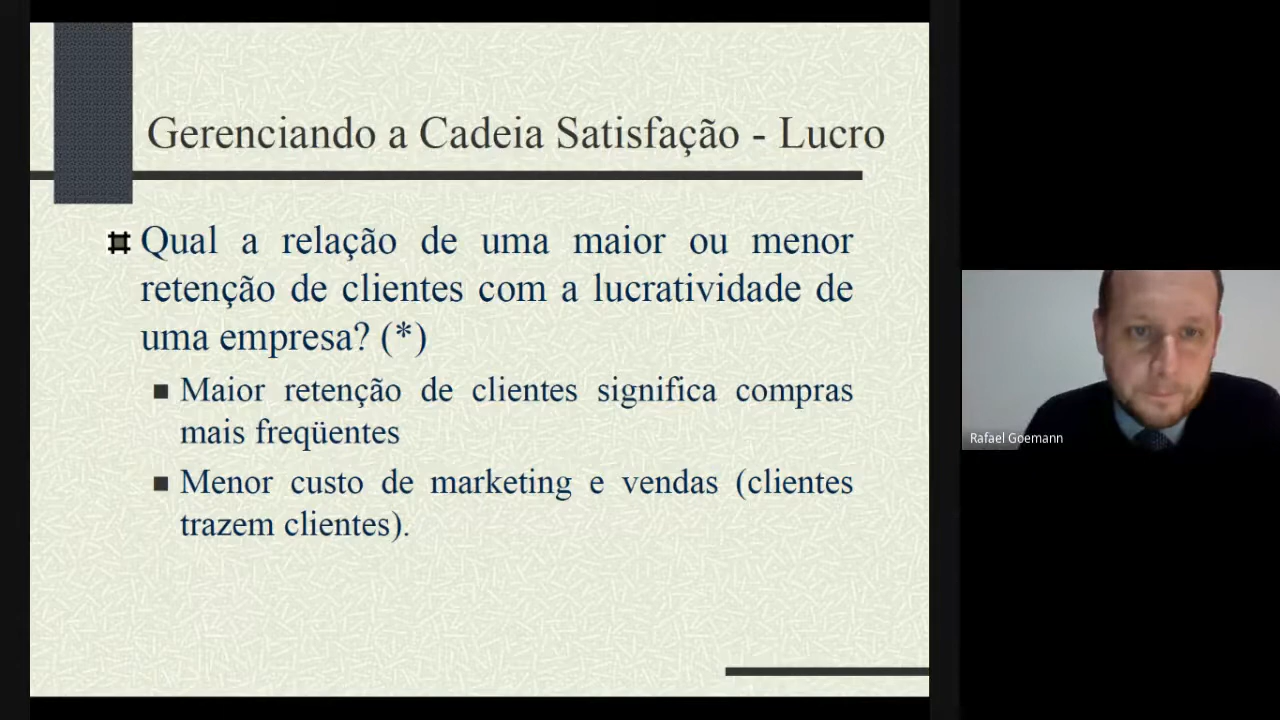 Gerenciando a Cadeia Satisfação - Lucro
Qual a relação de uma maior ou menor
retenção de clientes com a lucratividade de
uma empresa? (*)
Maior retenção de clientes significa compras
mais freqüentes
Menor custo de marketing e vendas (clientes
trazem clientes).
Rafael Goemann